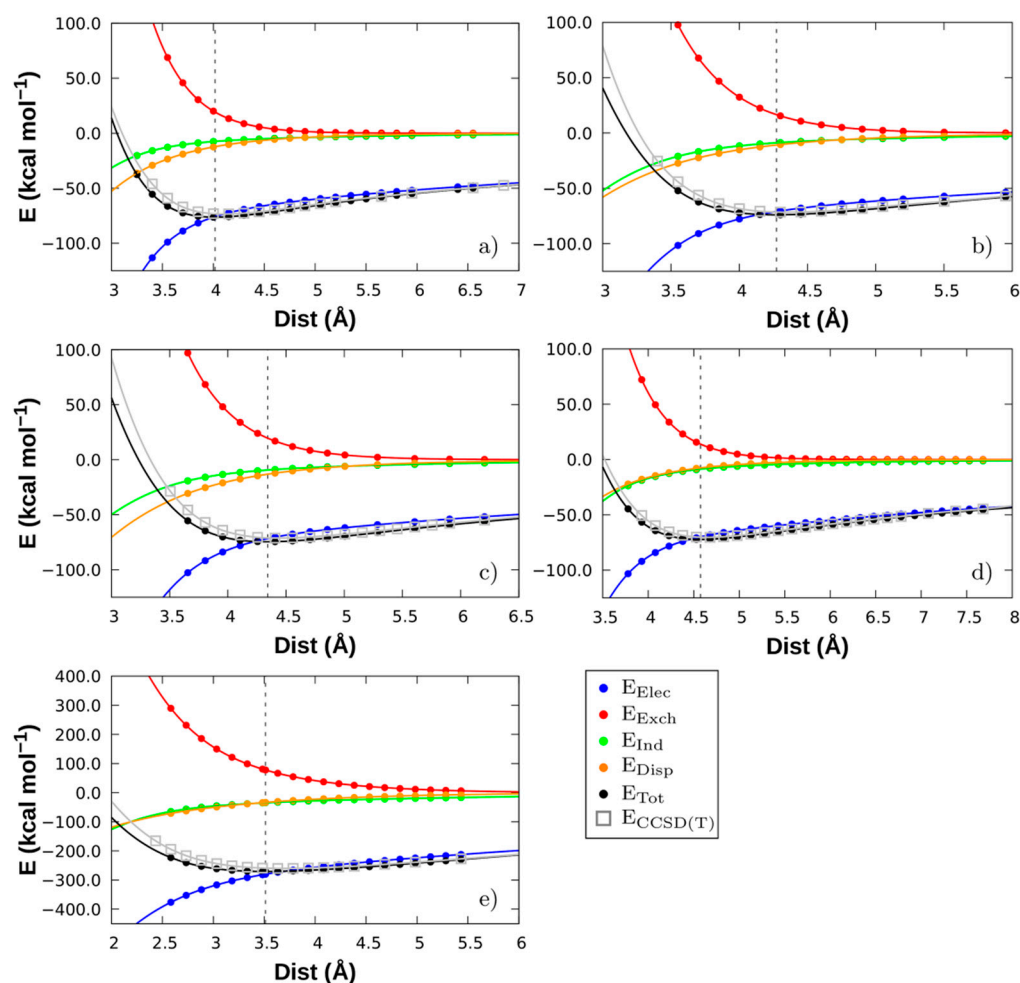 100.0
50.0
0.0
−50.0
−100.0
E (kcal mol⁻¹)
3 3.5 4 4.5 5 5.5 6 6.5 7
Dist (Å)
a)
100.0
50.0
0.0
−50.0
−100.0
E (kcal mol⁻¹)
3 3.5 4 4.5 5 5.5 6
Dist (Å)
b)
100.0
50.0
0.0
−50.0
−100.0
E (kcal mol⁻¹)
3 3.5 4 4.5 5 5.5 6 6.5
Dist (Å)
c)
100.0
50.0
0.0
−50.0
−100.0
3.5 4 4.5 5 5.5 6 6.5 7 7.5 8
Dist (Å)
d)
400.0
300.0
200.0
100.0
0.0
−100.0
−200.0
−300.0
−400.0
E (kcal mol⁻¹)
2 2.5 3 3.5 4 4.5 5 5.5 6
Dist (Å)
e)
E_Elec
E_Exch
E_Ind
E_Disp
E_Tot
E_CCSD(T)